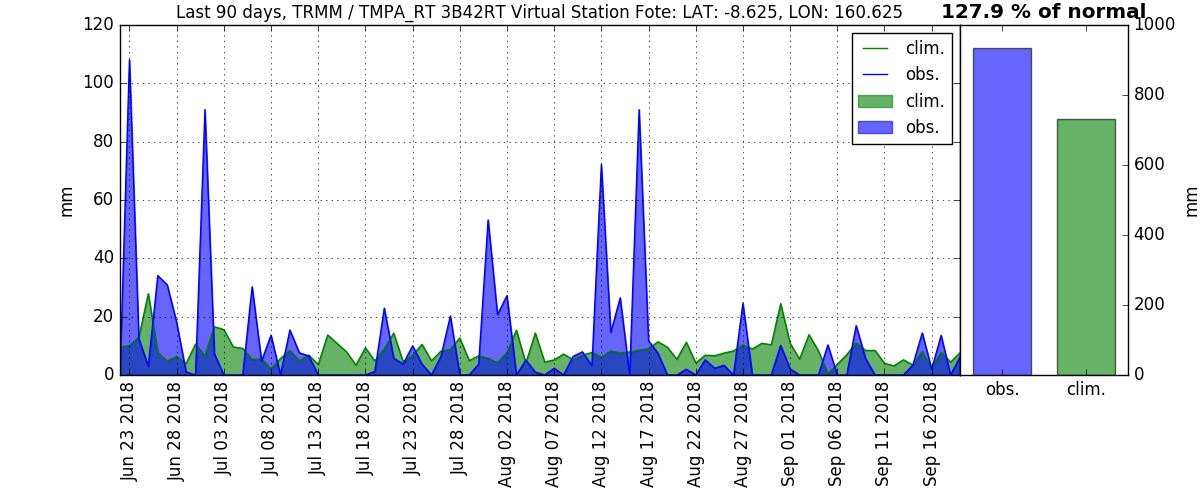 Last 90 days, TRMM / TMPA_RT 3B42RT Virtual Station Fote: LAT: -8.625, LON: 160.625
127.9 % of normal
120
100
80
60
40
20
0
mm
clim.
obs.
clim.
obs.
Jun 23 2018
Jun 28 2018
Jul 03 2018
Jul 08 2018
Jul 13 2018
Jul 18 2018
Jul 23 2018
Jul 28 2018
Aug 02 2018
Aug 07 2018
Aug 12 2018
Aug 17 2018
Aug 22 2018
Aug 27 2018
Sep 01 2018
Sep 06 2018
Sep 11 2018
Sep 16 2018
1000
800
600
400
200
0
mm
obs.
clim.